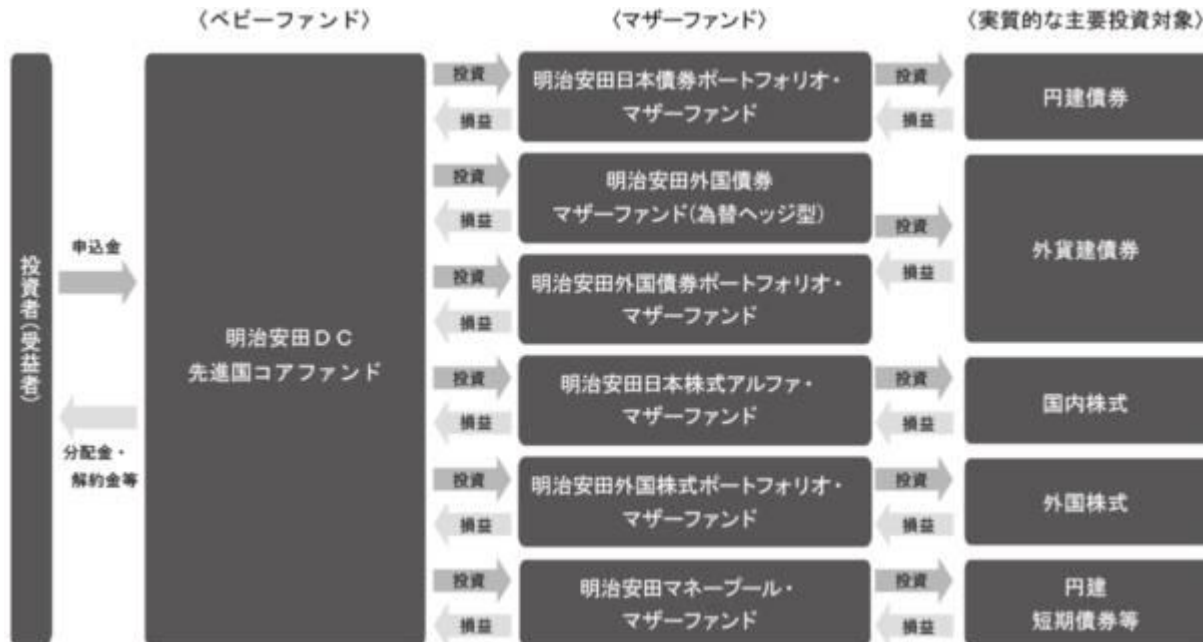 〈ベビーファンド〉
〈マザーファンド〉
〈実質的な主要投資対象〉
投資者(受益者)
申込金
分配金・
解約金等
明治安田DC
先進国コアファンド
投資
損益
明治安田日本債券ポートフォリオ・
マザーファンド
投資
損益
円建債券
投資
損益
明治安田外国債券
マザーファンド(為替ヘッジ型)
投資
損益
外貨建債券
投資
損益
明治安田外国債券ポートフォリオ・
マザーファンド
投資
損益
明治安田日本株式アルファ・
マザーファンド
投資
損益
国内株式
投資
損益
明治安田外国株式ポートフォリオ・
マザーファンド
投資
損益
外国株式
投資
損益
明治安田マネープール・
マザーファンド
投資
損益
円建
短期債券等